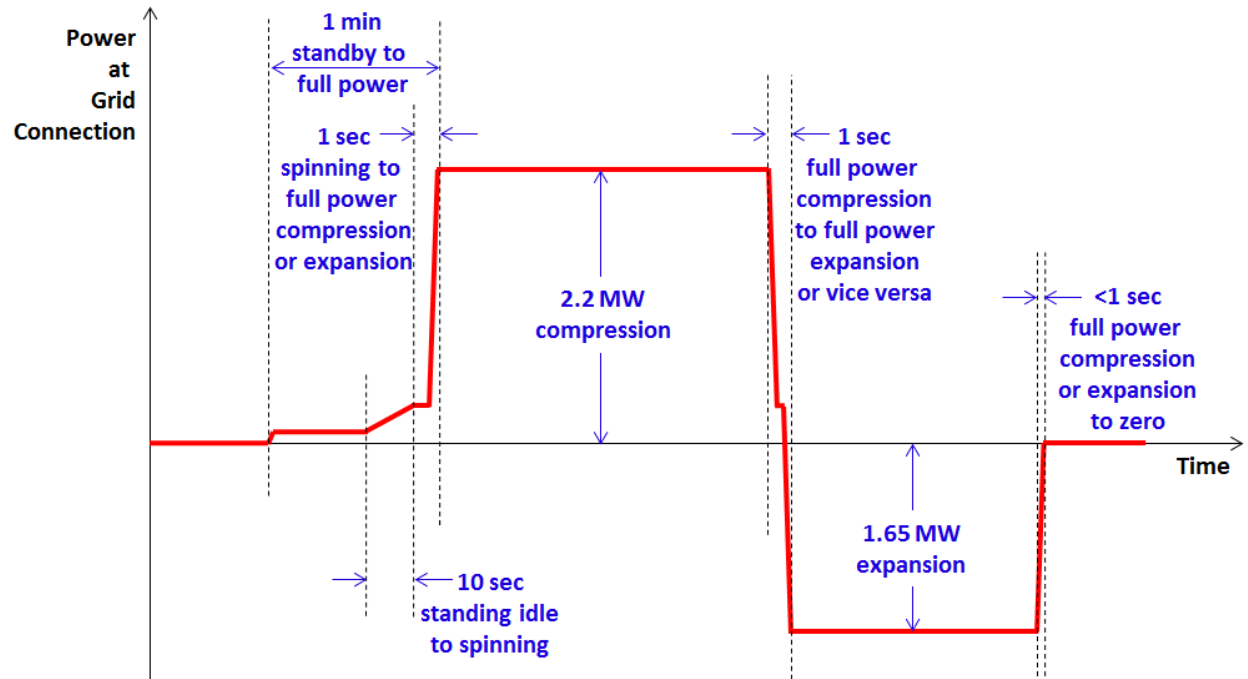 Power
at
Grid
Connection
1 min
standby to
full power
1 sec
spinning to
full power
compression
or expansion
2.2 MW
compression
1 sec
full power
compression
to full power
expansion
or vice versa
<1 sec
full power
compression
or expansion
to zero
Time
1.65 MW
expansion
10 sec
standing idle
to spinning